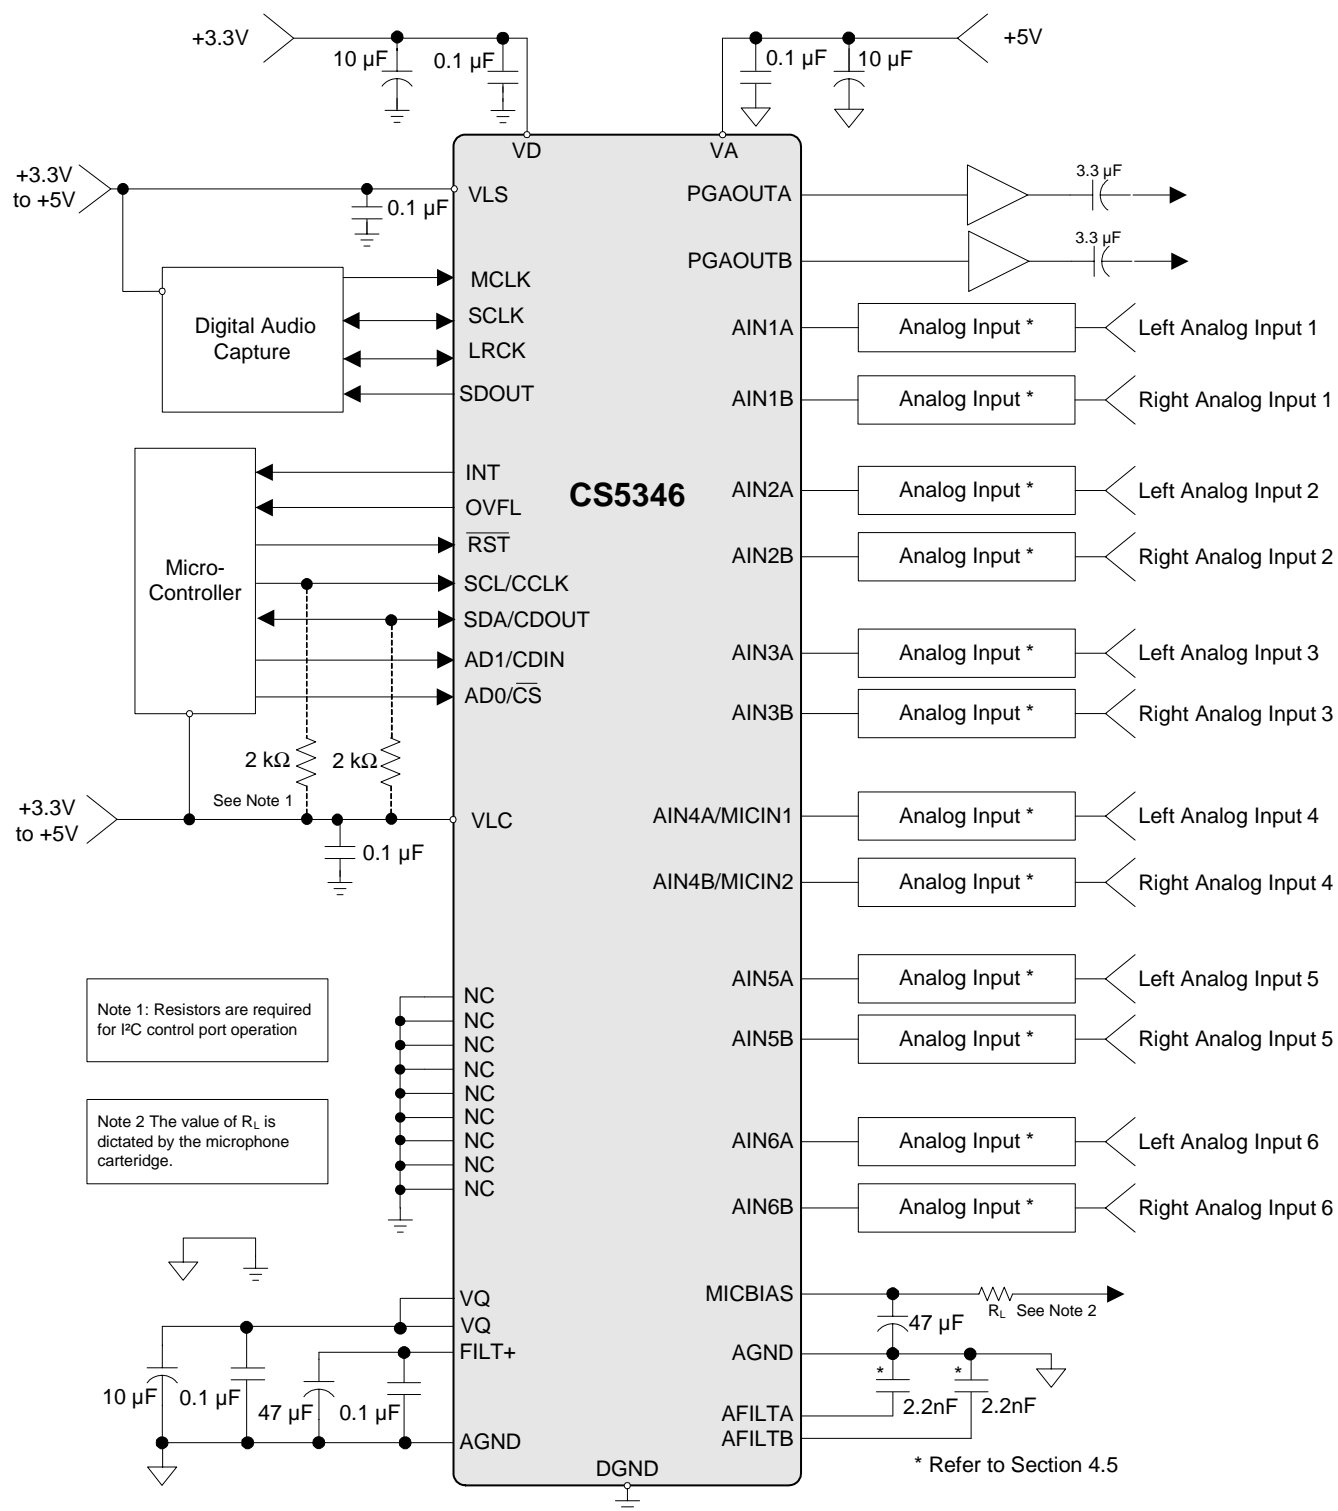 +3.3V
10 µF
0.1 µF
0.1 µF
10 µF
+5V
VD
VA
+3.3V
to +5V
0.1 µF
VLS
PGAOUTA
3.3 µF
PGAOUTB
3.3 µF
Digital Audio
Capture
MCLK
SCLK
LRCK
SDOUT
AIN1A
Analog Input *
Left Analog Input 1
AIN1B
Analog Input *
Right Analog Input 1
Micro-
Controller
INT
OVFL
RST
SCL/CCLK
SDA/CDOUT
AD1/CDIN
AD0/CS
CS5346
AIN2A
Analog Input *
Left Analog Input 2
AIN2B
Analog Input *
Right Analog Input 2
AIN3A
Analog Input *
Left Analog Input 3
AIN3B
Analog Input *
Right Analog Input 3
2 kΩ
2 kΩ
See Note 1
+3.3V
to +5V
VLC
0.1 µF
AIN4A/MICIN1
Analog Input *
Left Analog Input 4
AIN4B/MICIN2
Analog Input *
Right Analog Input 4
AIN5A
Analog Input *
Left Analog Input 5
AIN5B
Analog Input *
Right Analog Input 5
Note 1: Resistors are required
for I²C control port operation
Note 2 The value of RL is
dictated by the microphone
carteridge.
NC
NC
NC
NC
NC
NC
NC
NC
NC
AIN6A
Analog Input *
Left Analog Input 6
AIN6B
Analog Input *
Right Analog Input 6
VQ
VQ
FILT+
10 µF
0.1 µF
47 µF
0.1 µF
AGND
MICBIAS
RL See Note 2
47 µF
AGND
*
*
2.2nF
2.2nF
AFILTA
AFILTB
DGND
* Refer to Section 4.5